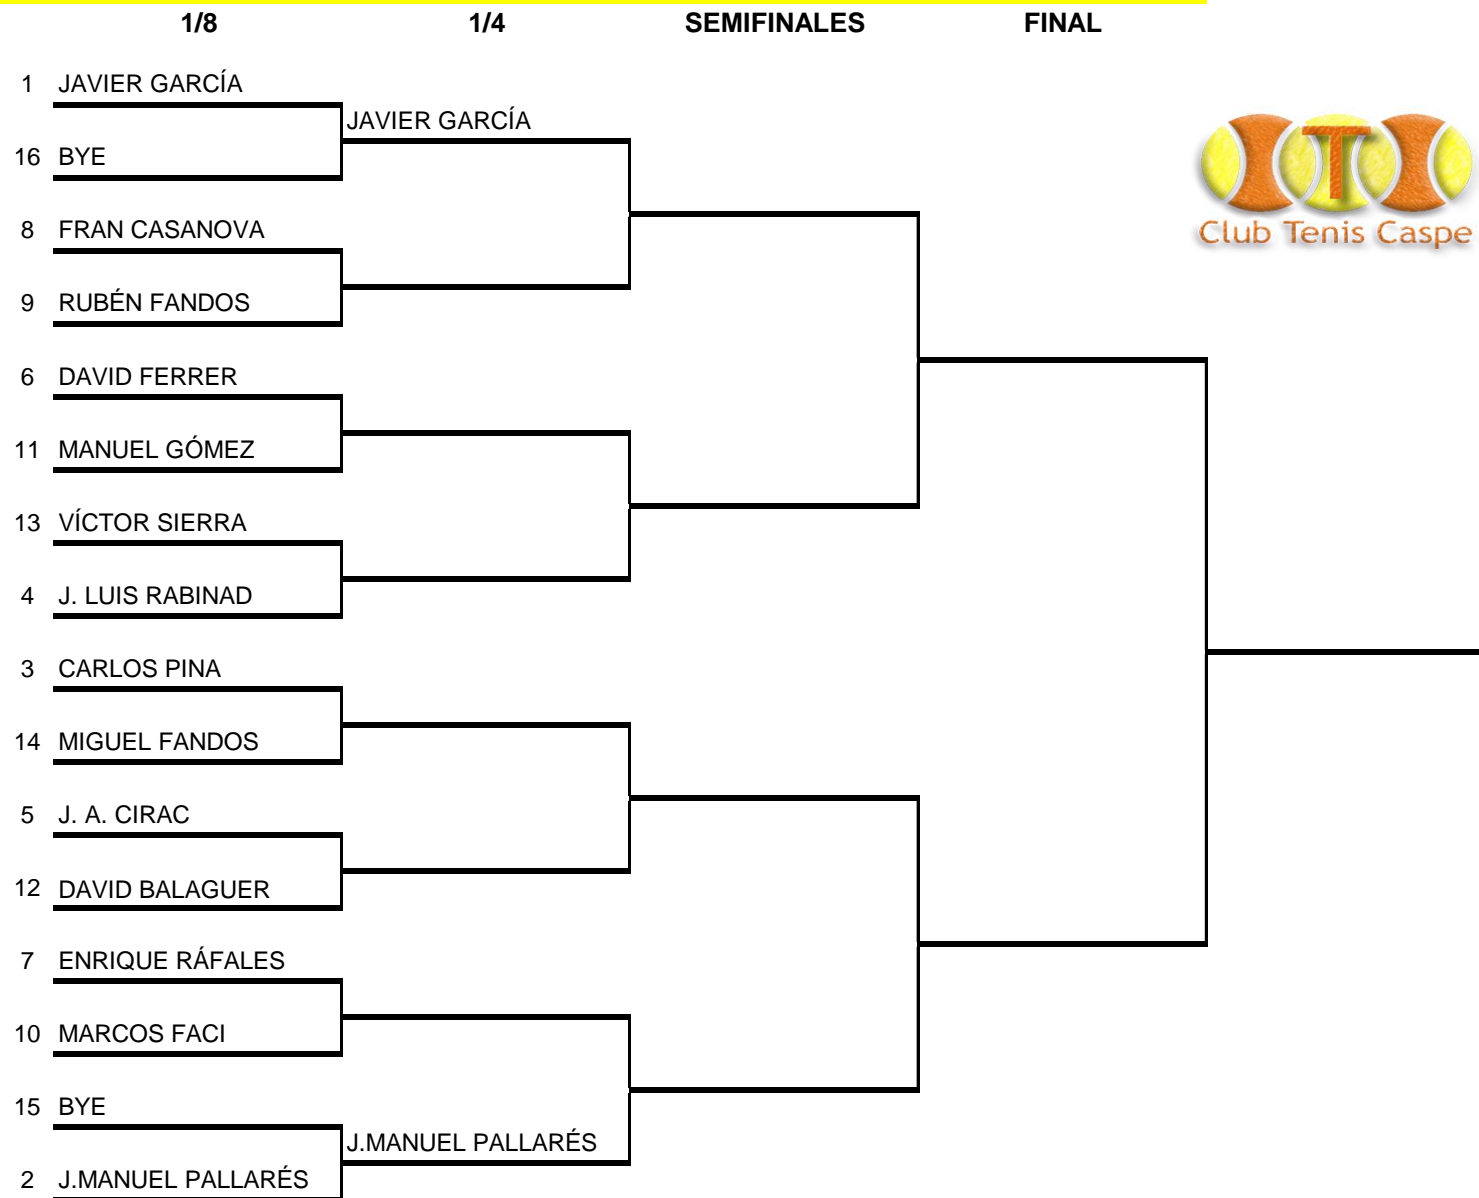 1/8 1/4 SEMIFINALES FINAL
1 JAVIER GARCÍA
JAVIER GARCÍA
16 BYE
8 FRAN CASANOVA
T
Club Tenis Caspe
9 RUBÉN FANDOS
6 DAVID FERRER
11 MANUEL GÓMEZ
13 VÍCTOR SIERRA
4 J. LUIS RABINAD
3 CARLOS PINA
14 MIGUEL FANDOS
5 J. A. CIRAC
12 DAVID BALAGUER
7 ENRIQUE RÁFALES
10 MARCOS FACI
15 BYE
J.MANUEL PALLARÉS
2 J.MANUEL PALLARÉS